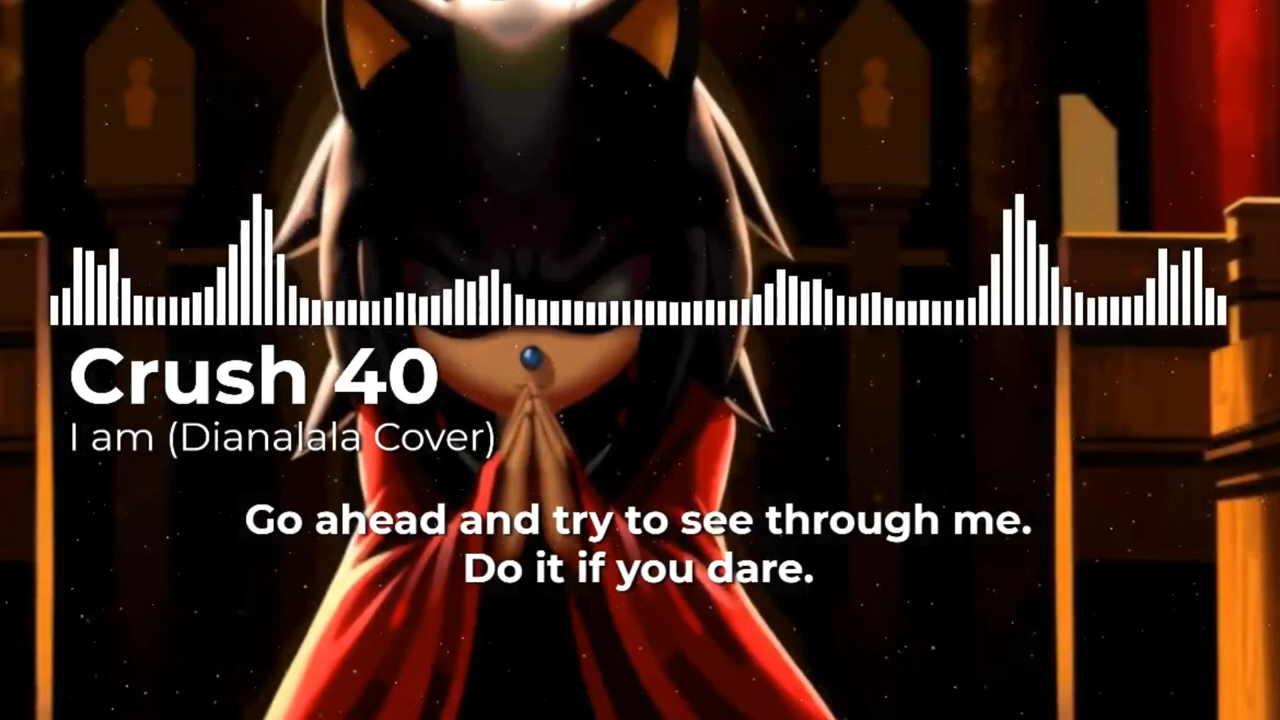 Crush 40
I am (Dianalala Cover)
Go ahead and try to see through me.
Do it if you dare.